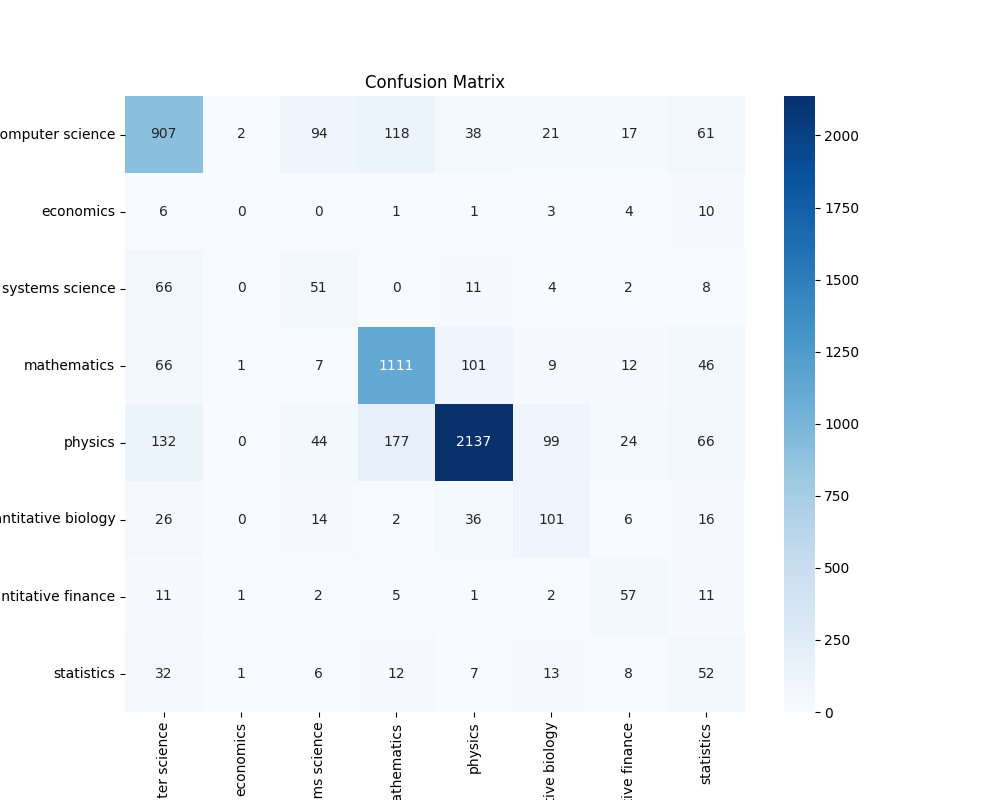 Confusion Matrix
omputer science 907 2 94 118 38 21 17 61
economics 6 0 0 1 1 3 4 10
systems science 66 0 51 0 11 4 2 8
mathematics 66 1 7 1111 101 9 12 46
physics 132 0 44 177 2137 99 24 66
ntitative biology 26 0 14 2 36 101 6 16
ntitative finance 11 1 2 5 1 2 57 11
statistics 32 1 6 12 7 13 8 52
ter science
economics
ms science
athematics
physics
tive biology
tive finance
statistics
2000
1750
1500
1250
1000
750
500
250
0